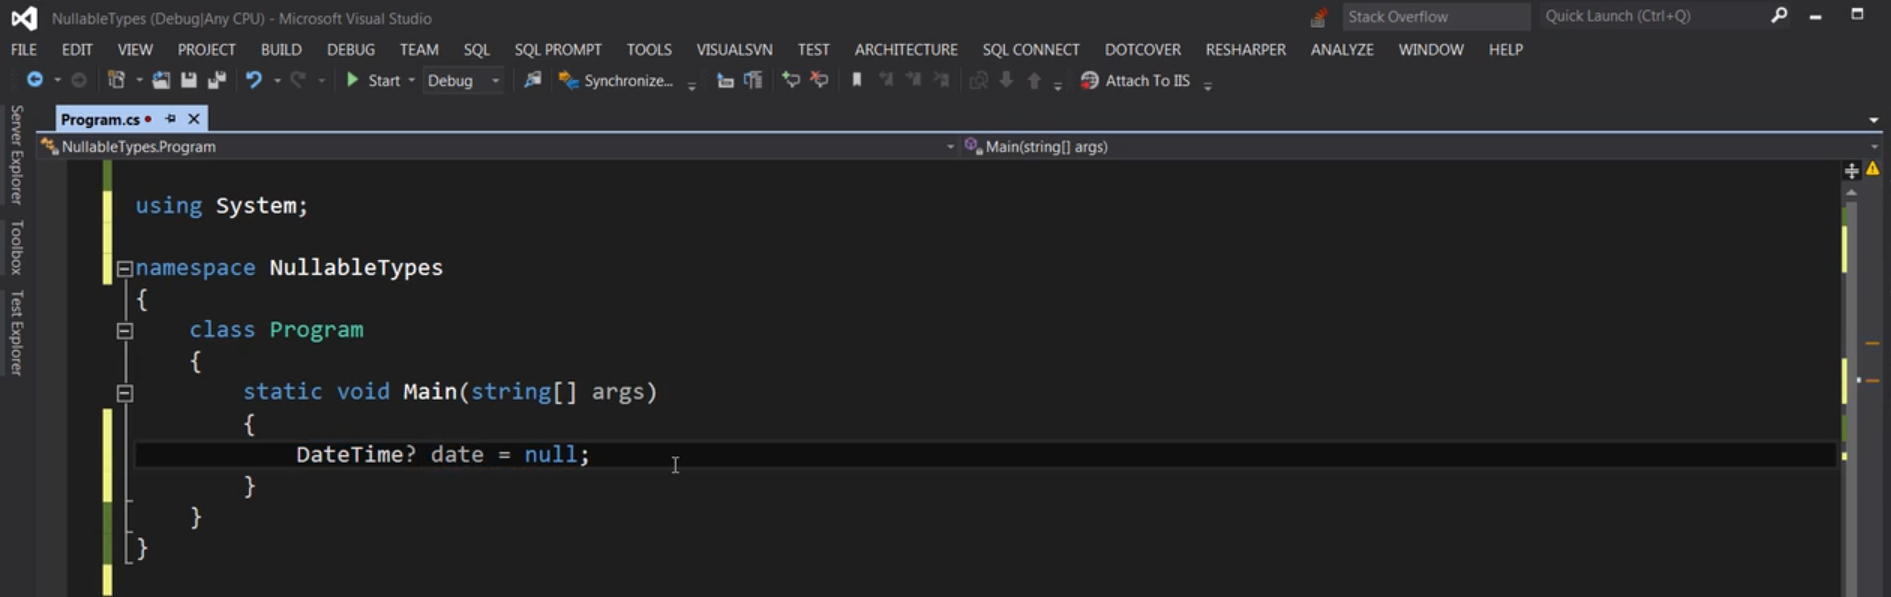 NullableTypes (Debug|Any CPU) - Microsoft Visual Studio
Stack Overflow
Quick Launch (Ctrl+Q)
FILE EDIT VIEW PROJECT BUILD DEBUG TEAM SQL SQL PROMPT TOOLS VISUALSVN TEST ARCHITECTURE SQL CONNECT DOTCOVER RESHARPER ANALYZE WINDOW HELP
Start Debug Synchronize... Attach To IIS
Program.cs
NullableTypes.Program
Main(string[] args)
Server Explorer
Toolbox
Test Explorer
using System;
namespace NullableTypes
{
class Program
{
static void Main(string[] args)
{
DateTime? date = null;
}
}
}